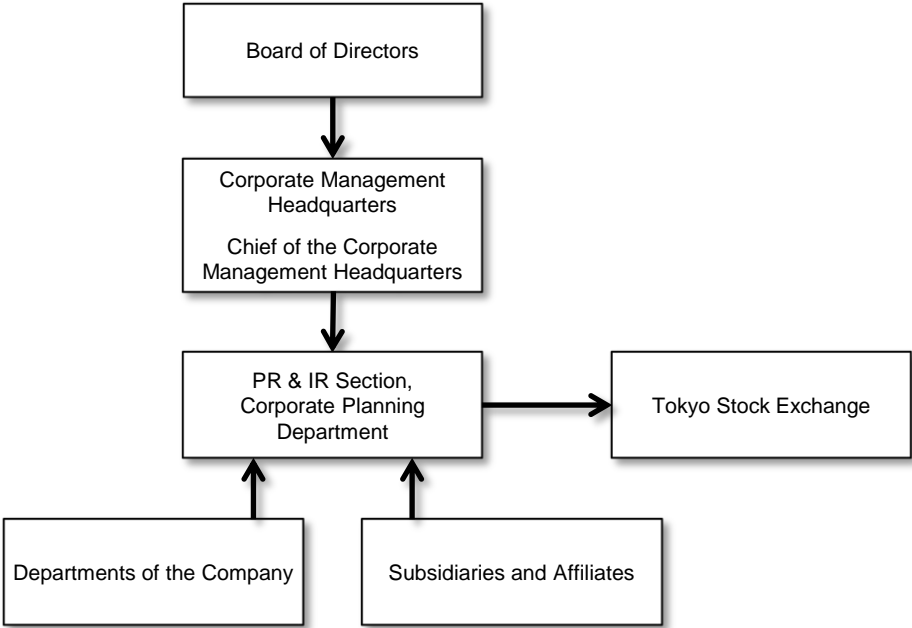 Board of Directors
Corporate Management
Headquarters
Chief of the Corporate
Management Headquarters
PR & IR Section,
Corporate Planning
Department
Tokyo Stock Exchange
Departments of the Company
Subsidiaries and Affiliates